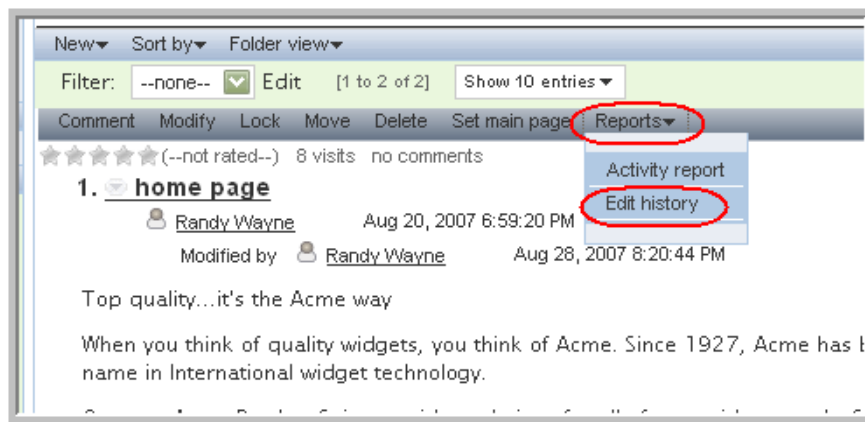 New▾ Sort by▾ Folder view▾
Filter: --none-- Edit [1 to 2 of 2] Show 10 entries ▾
Comment Modify Lock Move Delete Set main page Reports▾
(--not rated--) 8 visits no comments
Activity report
1. home page
Edit history
Randy Wayne Aug 20, 2007 6:59:20 PM
Modified by Randy Wayne Aug 28, 2007 8:20:44 PM
Top quality...it's the Acme way
When you think of quality widgets, you think of Acme. Since 1927, Acme has
name in International widget technology.